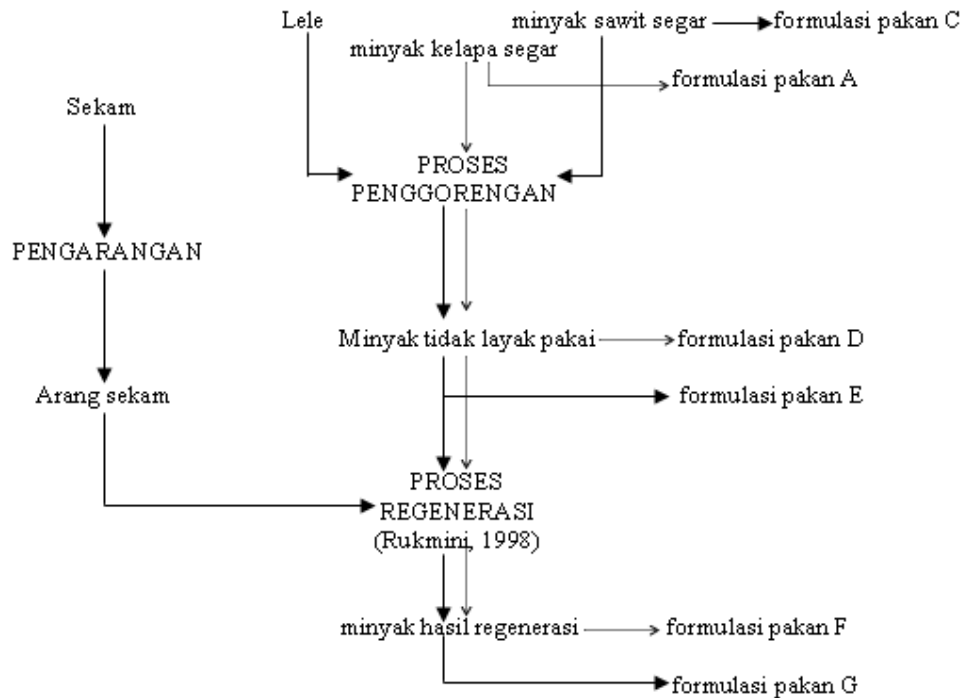 Lele
minyak sawit segar
formulasi pakan C
minyak kelapa segar
formulasi pakan A
Sekam
PROSES
PENGGORENGAN
PENGARANGAN
Minyak tidak layak pakai
formulasi pakan D
Arang sekam
formulasi pakan E
PROSES
REGENERASI
(Rukmini, 1998)
minyak hasil regenerasi
formulasi pakan F
formulasi pakan G